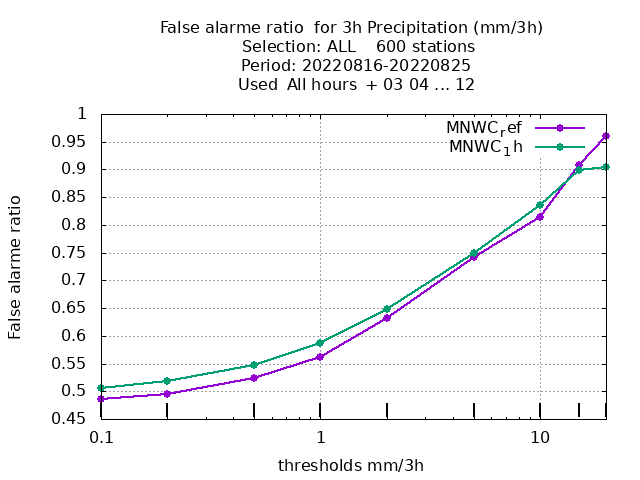 False alarme ratio  for 3h Precipitation (mm/3h)
Selection: ALL    600 stations
Period: 20220816-20220825
Used  All hours  + 03 04 ... 12
MNWC_ref
MNWC_1h
1
0.95
0.9
0.85
0.8
0.75
0.7
0.65
0.6
0.55
0.5
0.45
False alarme ratio
0.1
1
10
thresholds mm/3h